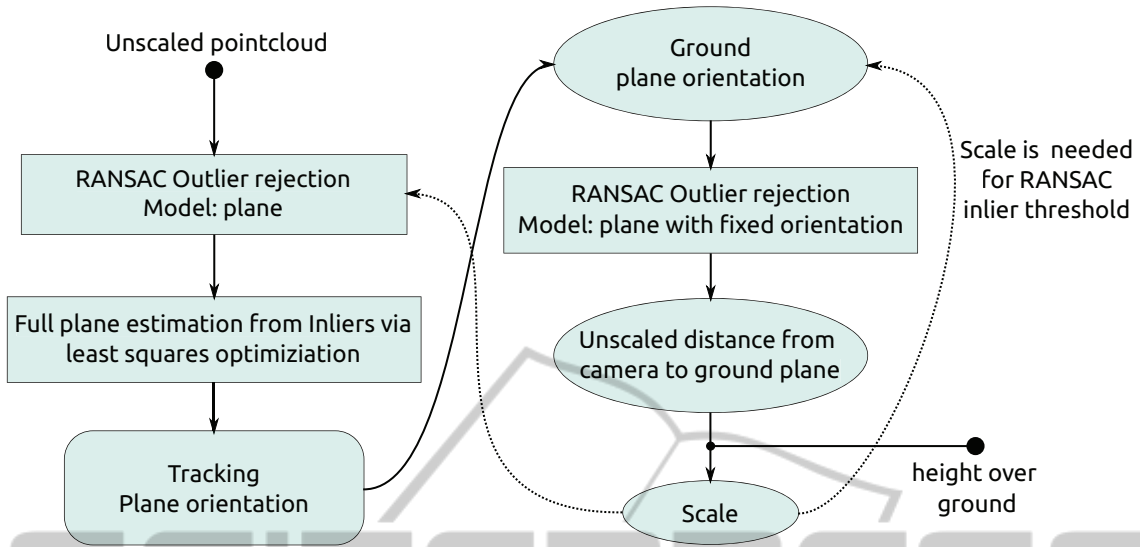 Unscaled pointcloud
RANSAC Outlier rejection
Model: plane
Full plane estimation from Inliers via
least squares optimiziation
Tracking
Plane orientation
Ground
plane orientation
RANSAC Outlier rejection
Model: plane with fixed orientation
Unscaled distance from
camera to ground plane
Scale
height over
ground
Scale is needed
for RANSAC
inlier threshold